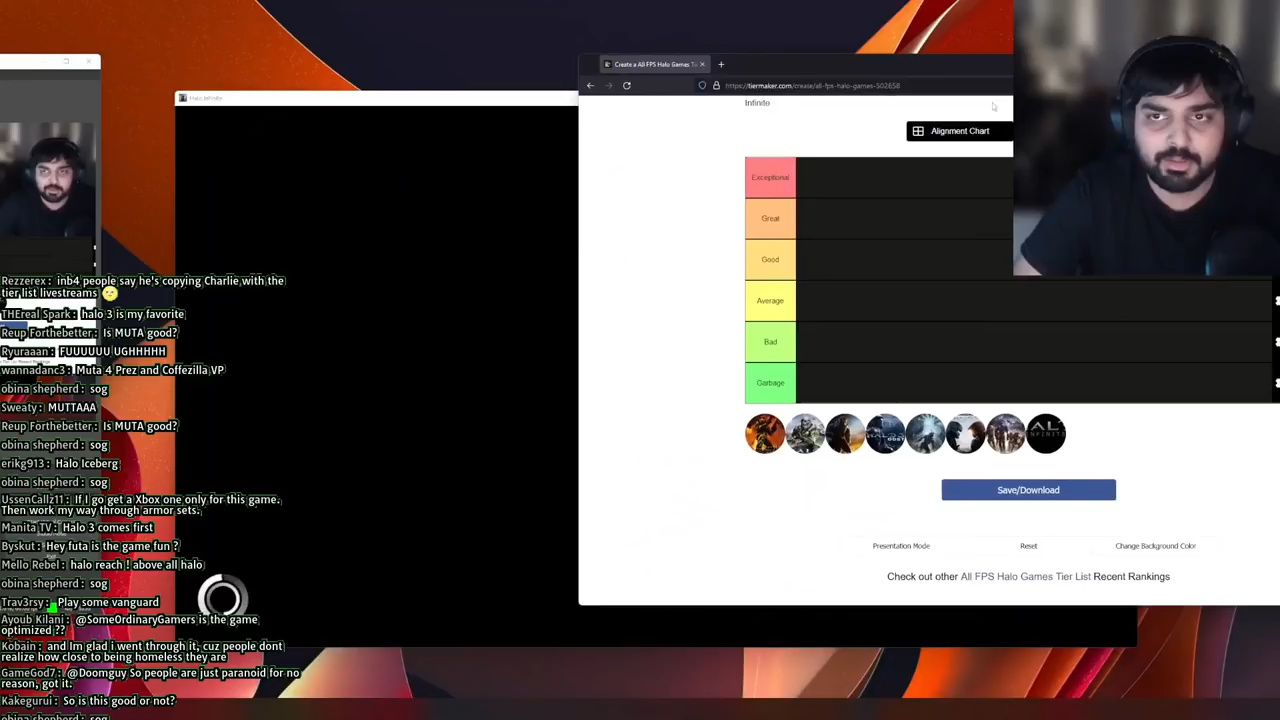 Halo Infinite
Create a All FPS Halo Games Ti
https://tiermaker.com/create/all-fps-halo-games-502658
Infinite
Alignment Chart
Exceptional
Great
Good
Average
Bad
Garbage
Save/Download
Presentation Mode
Reset
Change Background Color
Check out other All FPS Halo Games Tier List Recent Rankings
Rezzerex : inb4 people say he's copying Charlie with the
tier list livestreams
THEreal Spark : halo 3 is my favorite
Reup Forthebetter : Is MUTA good?
Ryuraaan : FUUUUUU UGHHHHH
wannadanc3 : Muta 4 Prez and Coffezilla VP
obina shepherd : sog
Sweaty : MUTTAAA
Reup Forthebetter : Is MUTA good?
obina shepherd : sog
erikg913 : Halo Iceberg
obina shepherd : sog
UssenCallz11 : If I go get a Xbox one only for this game.
Then work my way through armor sets.
Manita TV : Halo 3 comes first
Byskut : Hey futa is the game fun ?
Mello Rebel : halo reach ! above all halo
obina shepherd : sog
Trav3rsy : Play some vanguard
Ayoub Kilani : @SomeOrdinaryGamers is the game
optimized ??
Kobain : and Im glad i went through it, cuz people dont
realize how close to being homeless they are
GameGod7 : @Doomguy So people are just paranoid for no
reason, got it.
Kakegurui : So is this good or not?
obina shepherd : sog